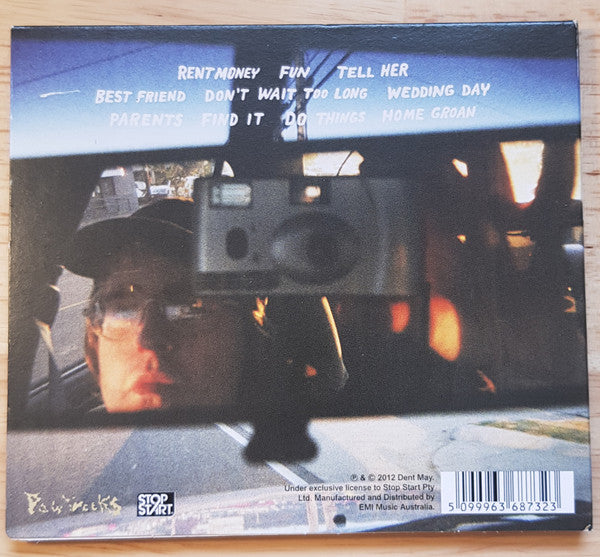 RENT MONEY FUN TELL HER
BEST FRIEND DON'T WAIT TOO LONG WEDDING DAY
PARENTS FIND IT DO THINGS HOME GROAN
℗ & © 2012 Dent May.
Under exclusive license to Stop Start Pty
Ltd. Manufactured and Distributed by
EMI Music Australia.
Paw Tracks
STOP
START.
5 099963 687323